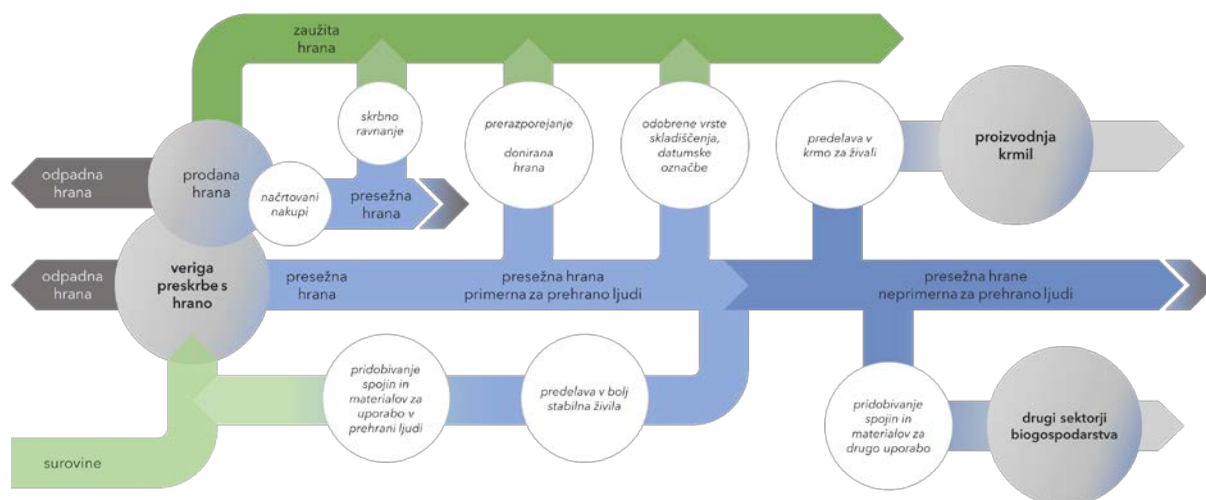 zaužita
hrana
skrbno
ravnanje
prerazporejanje
donirana
hrana
odobrene vrste
skladiščenja,
datumske
označbe
predelava v
krmo za živali
proizvodnja
krmil
odpadna
hrana
prodana
hrana
načrtovani
nakupi
presežna
hrana
odpadna
hrana
veriga
preskrbe s
hrano
presežna
hrana
presežna hrana
primerna za prehrano ljudi
presežna hrane
neprimerna za prehrano ljudi
pridobivanje
spojin in
materialov za
uporabo v
prehrani ljudi
predelava v bolj
stabilna živila
pridobivanje
spojin in
materialov za
drugo uporabo
drugi sektorji
biogospodarstva
surovine